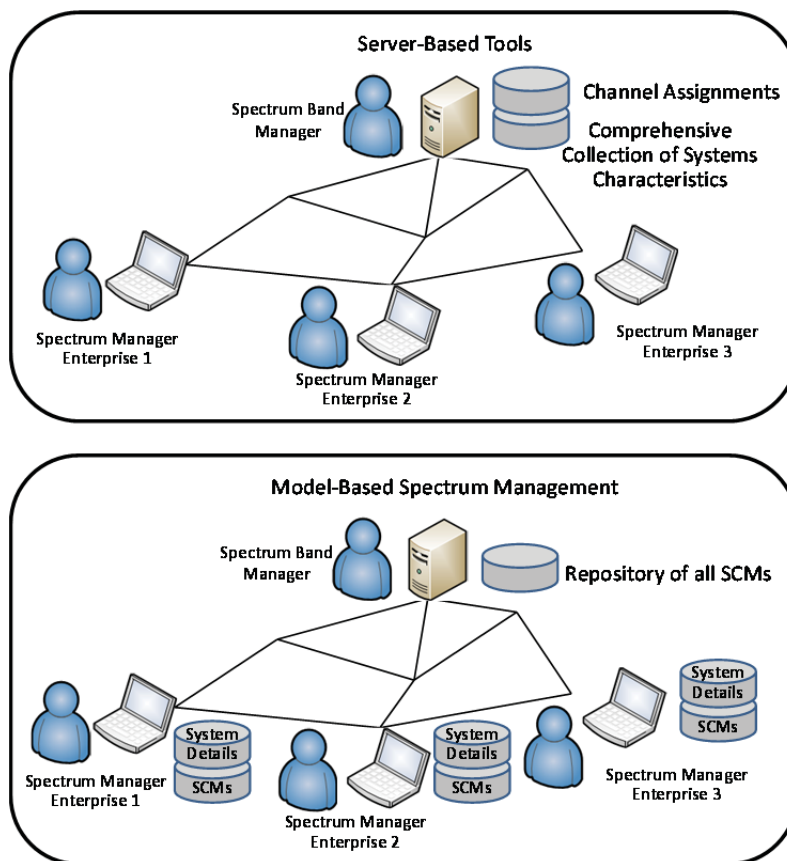 Server-Based Tools
Spectrum Band
Manager
Channel Assignments
Comprehensive
Collection of Systems
Characteristics
Spectrum Manager
Enterprise 1
Spectrum Manager
Enterprise 2
Spectrum Manager
Enterprise 3
Model-Based Spectrum Management
Spectrum Band
Manager
Repository of all SCMs
Spectrum Manager
Enterprise 1
System
Details
SCMs
Spectrum Manager
Enterprise 2
System
Details
SCMs
Spectrum Manager
Enterprise 3
System
Details
SCMs